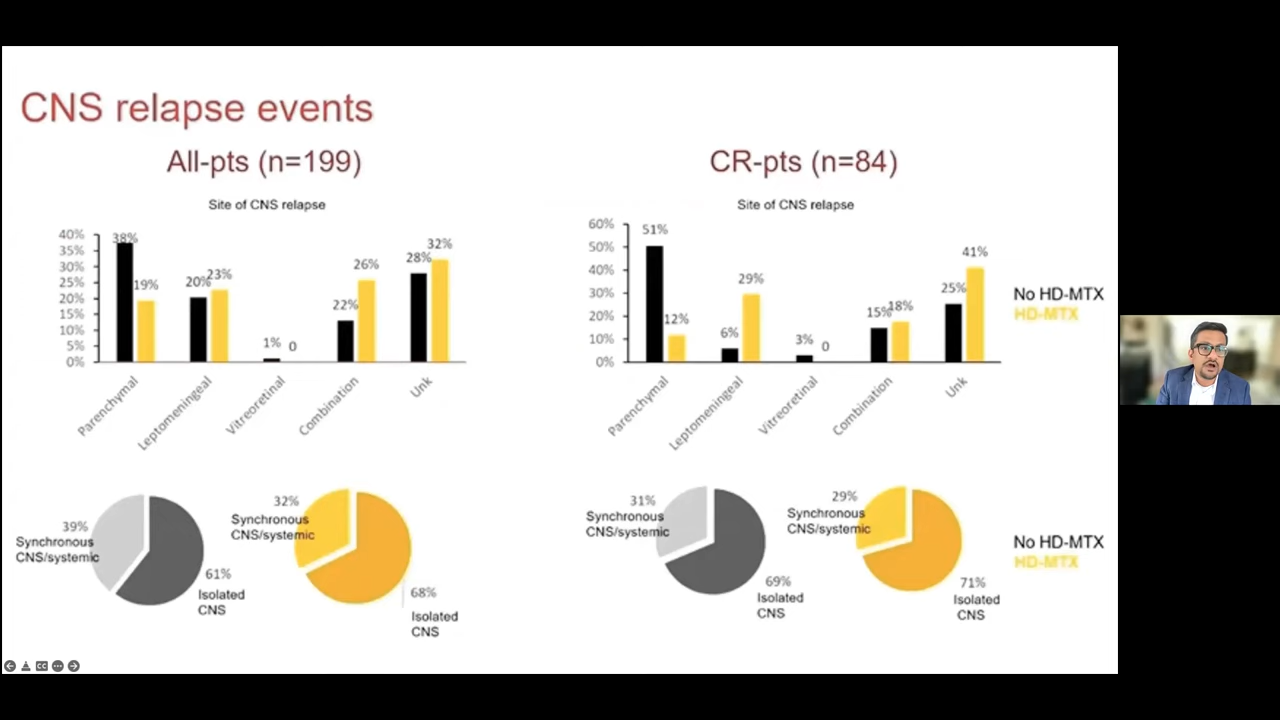 CNS relapse events
All-pts (n=199)
Site of CNS relapse
40%
35%
30%
25%
20%
15%
10%
5%
0%
38%
19%
20%
23%
1%
0
22%
26%
28%
32%
Parenchymal
Leptomeningeal
Vitreoretinal
Combination
Unk
CR-pts (n=84)
Site of CNS relapse
60%
50%
40%
30%
20%
10%
0%
51%
12%
6%
29%
3%
0
15%
18%
25%
41%
Parenchymal
Leptomeningeal
Vitreoretinal
Combination
Unk
No HD-MTX
HD-MTX
39%
Synchronous
CNS/systemic
61%
Isolated
CNS
32%
Synchronous
CNS/systemic
68%
Isolated
CNS
31%
Synchronous
CNS/systemic
69%
Isolated
CNS
29%
Synchronous
CNS/systemic
71%
Isolated
CNS
No HD-MTX
HD-MTX